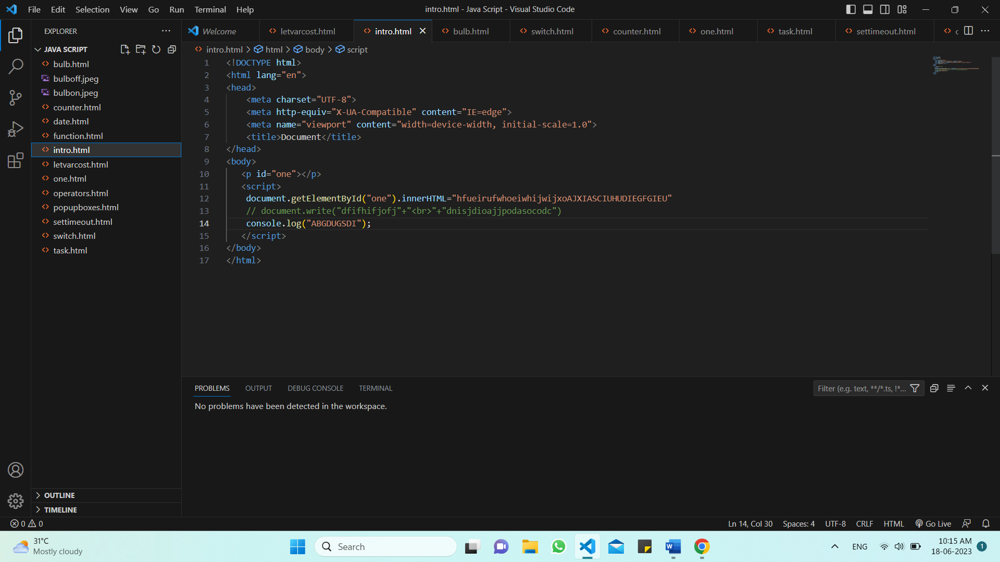 File Edit Selection View Go Run Terminal Help
intro.html - Java Script - Visual Studio Code
EXPLORER
Welcome letvarcost.html intro.html bulb.html switch.html counter.html one.html task.html settimeout.html
JAVA SCRIPT
intro.html > html > body > script
bulb.html
bulboff.jpeg
bulbon.jpeg
counter.html
date.html
function.html
intro.html
letvarcost.html
one.html
operators.html
popupboxes.html
settimeout.html
switch.html
task.html
1 <!DOCTYPE html>
2 <html lang="en">
3 <head>
4 <meta charset="UTF-8">
5 <meta http-equiv="X-UA-Compatible" content="IE=edge">
6 <meta name="viewport" content="width=device-width, initial-scale=1.0">
7 <title>Document</title>
8 </head>
9 <body>
10 <p id="one"></p>
11 <script>
12 document.getElementById("one").innerHTML="hfueirufwhoeiwhijwijxoAJXIASCIUHUDIEGFGIEU"
13 // document.write("dfifhifjofj"+"<br>"+"dnisjdioajjpodasocodc")
14 console.log("ABGDUGSDI");
15 </script>
16 </body>
17 </html>
PROBLEMS OUTPUT DEBUG CONSOLE TERMINAL
Filter (e.g. text, **/*.ts, !*...
No problems have been detected in the workspace.
OUTLINE
TIMELINE
0 0
Ln 14, Col 30 Spaces: 4 UTF-8 CRLF HTML Go Live
31°C
Mostly cloudy
Search
ENG
10:15 AM
18-06-2023
1